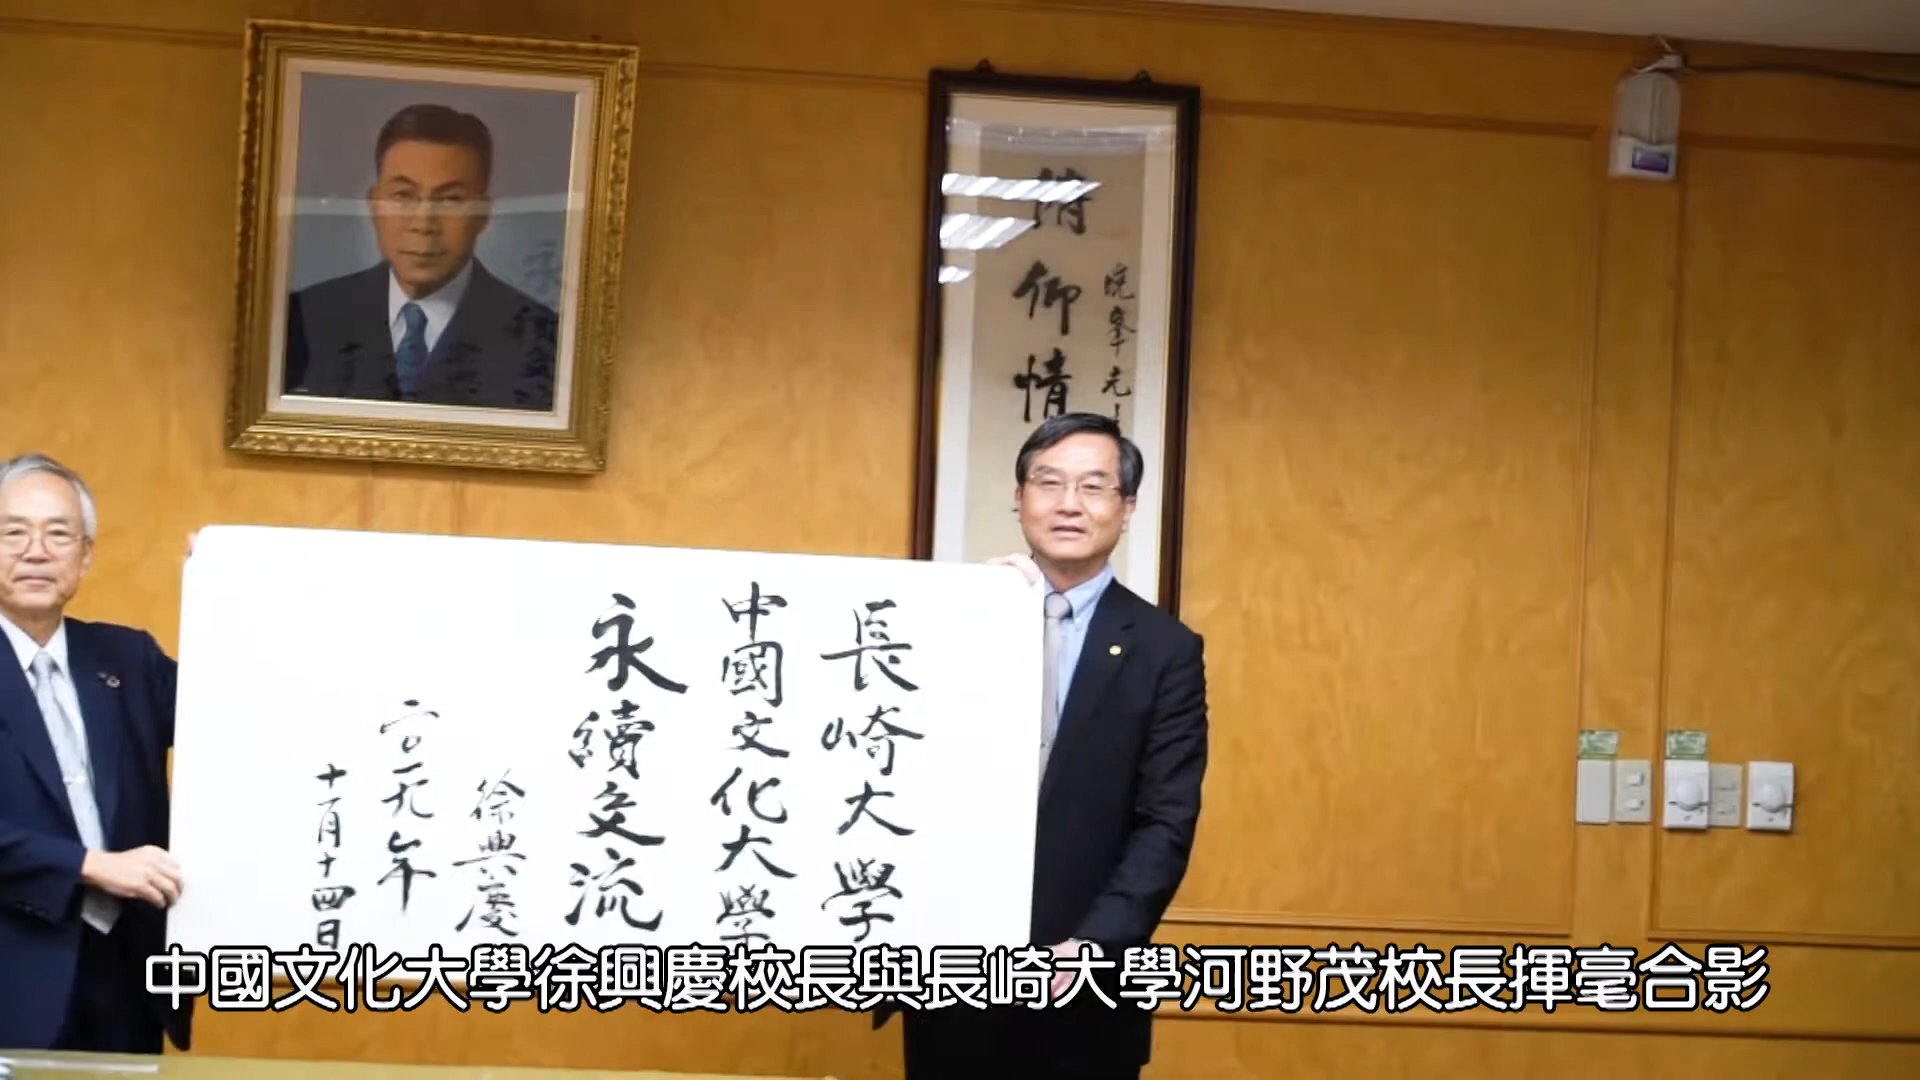 仰
情
長崎大學
中國文化大學
永續交流
徐興慶
二〇一九年
十月十四日
中國文化大學徐興慶校長與長崎大學河野茂校長揮毫合影